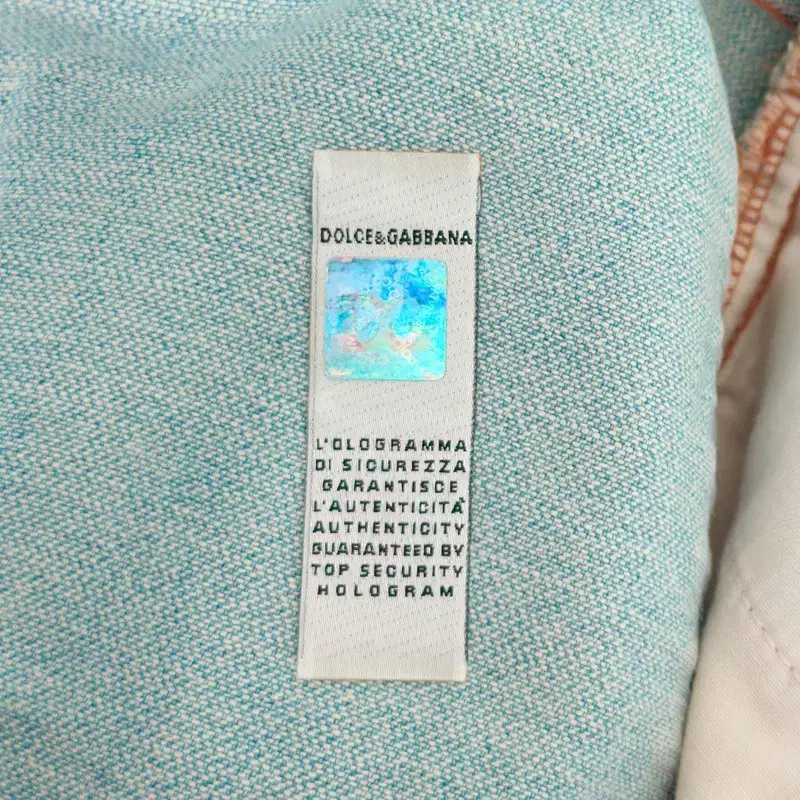 DOLCE&GABBANA
L'OLOGRAMMA
DI SICUREZZA
GARANTISCE
L'AUTENTICITÀ
AUTHENTICITY
GUARANTEED BY
TOP SECURITY
HOLOGRAM